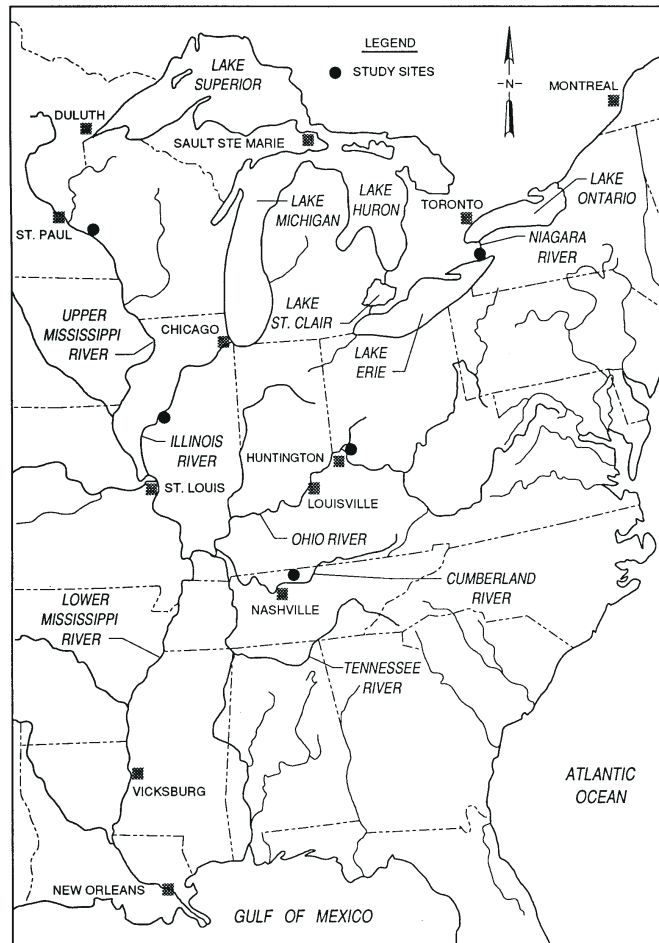 LEGEND
STUDY SITES
N
LAKE
SUPERIOR
MONTREAL
DULUTH
SAULT STE MARIE
LAKE
MICHIGAN
LAKE
HURON
TORONTO
LAKE
ONTARIO
ST. PAUL
NIAGARA
RIVER
UPPER
MISSISSIPPI
RIVER
CHICAGO
LAKE
ST. CLAIR
LAKE
ERIE
ILLINOIS
RIVER
HUNTINGTON
ST. LOUIS
LOUISVILLE
OHIO RIVER
CUMBERLAND
RIVER
NASHVILLE
LOWER
MISSISSIPPI
RIVER
TENNESSEE
RIVER
VICKSBURG
ATLANTIC
OCEAN
NEW ORLEANS
GULF OF MEXICO